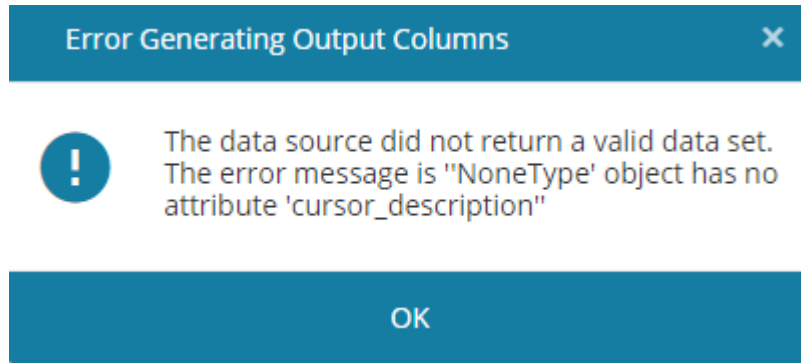 Error Generating Output Columns ×
!
The data source did not return a valid data set.
The error message is ''NoneType' object has no
attribute 'cursor_description''
OK